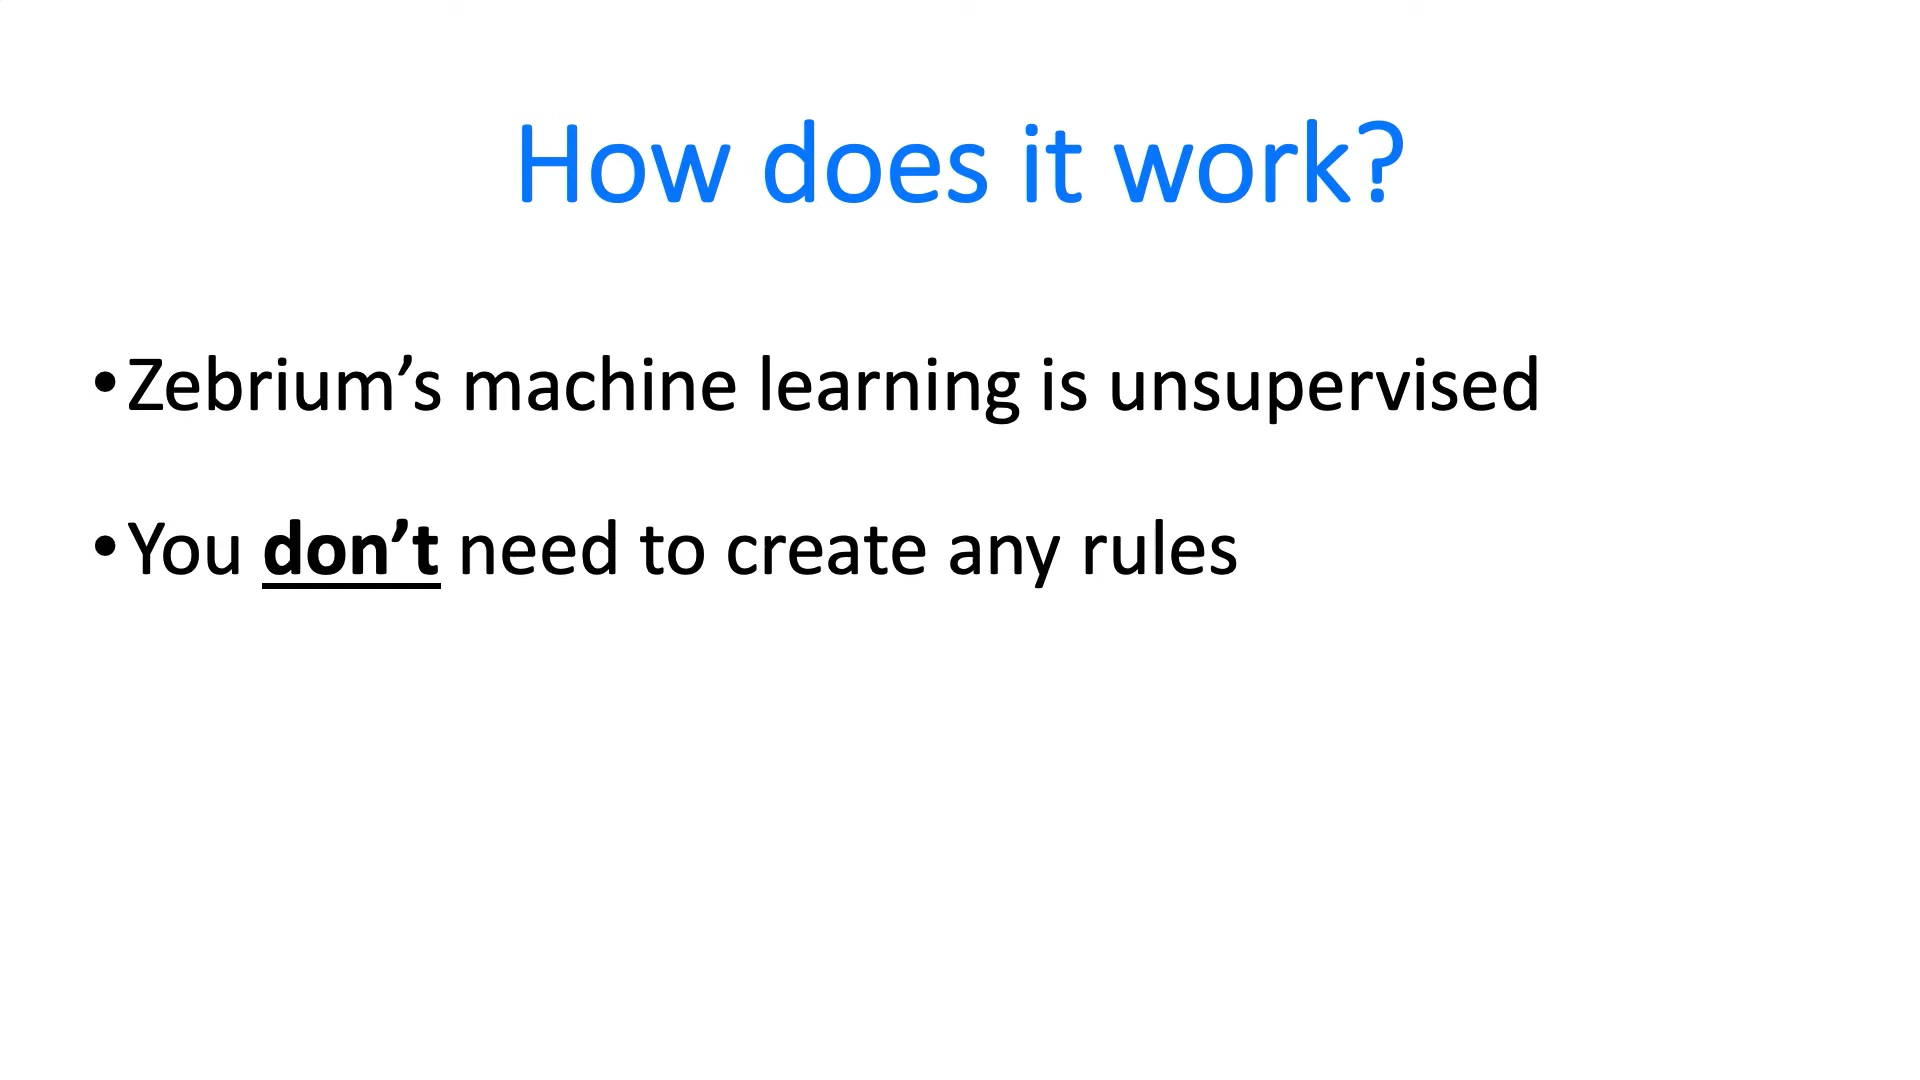 How does it work?
•Zebrium’s machine learning is unsupervised
•You don’t need to create any rules